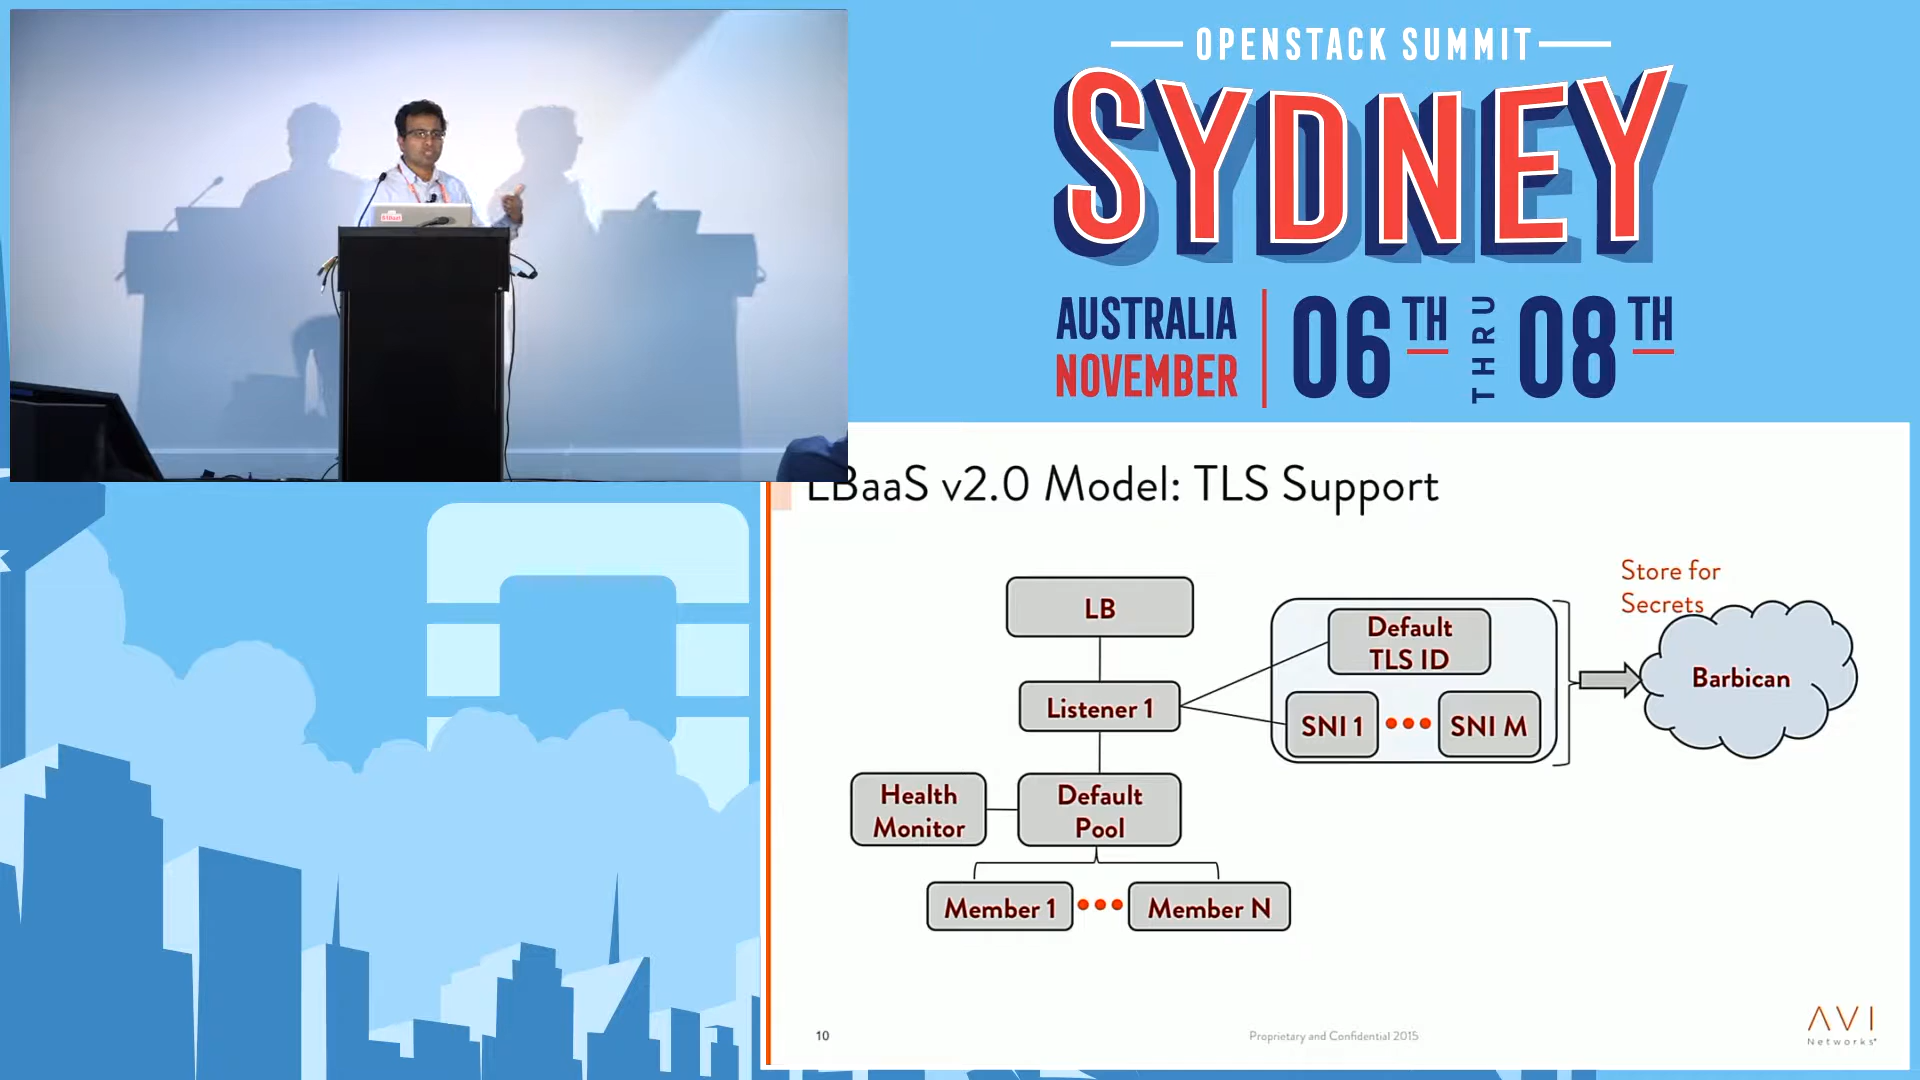 OPENSTACK SUMMIT
SYDNEY
AUSTRALIA
NOVEMBER
06TH
THRU
08TH
LBaaS v2.0 Model: TLS Support
Store for
Secrets
LB
Default
TLS ID
Barbican
Listener 1
SNI 1
SNI M
Health
Monitor
Default
Pool
Member 1
Member N
10
Proprietary and Confidential 2015
AVI
Networks